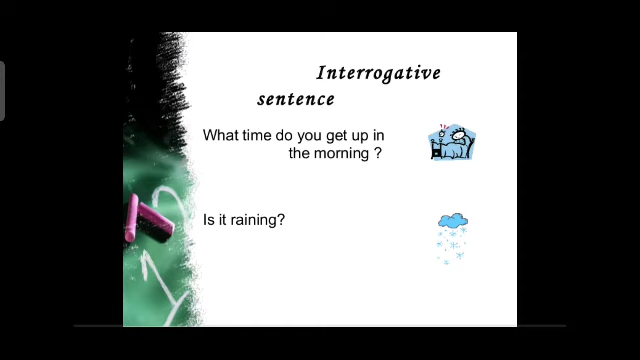 Interrogative
sentence
What time do you get up in
the morning ?
Is it raining?